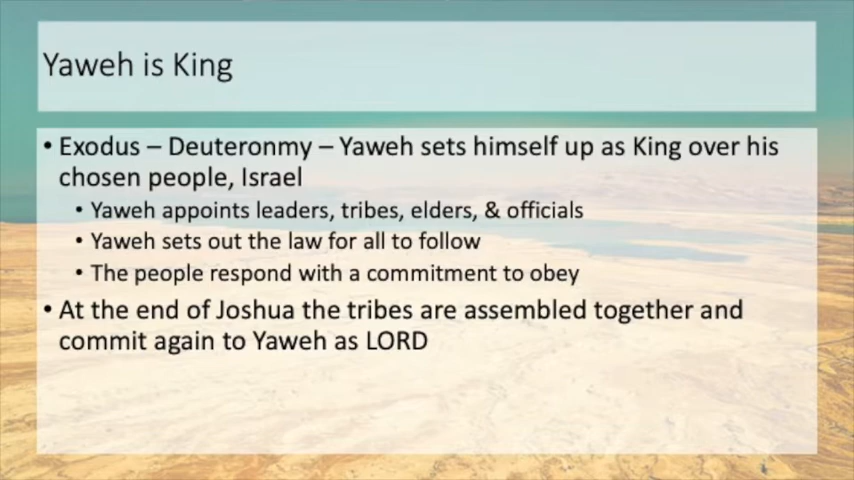 Yaweh is King
• Exodus – Deuteronmy – Yaweh sets himself up as King over his
chosen people, Israel
• Yaweh appoints leaders, tribes, elders, & officials
• Yaweh sets out the law for all to follow
• The people respond with a commitment to obey
• At the end of Joshua the tribes are assembled together and
commit again to Yaweh as LORD